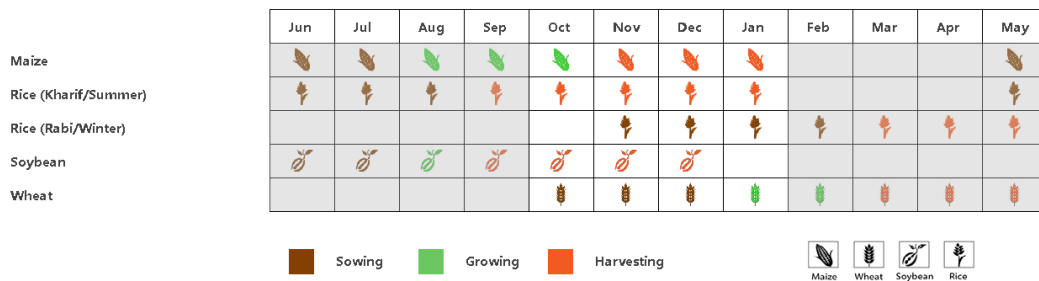 Jun Jul Aug Sep Oct Nov Dec Jan Feb Mar Apr May
Maize
Rice (Kharif/Summer)
Rice (Rabi/Winter)
Soybean
Wheat
Sowing Growing Harvesting
Maize Wheat Soybean Rice